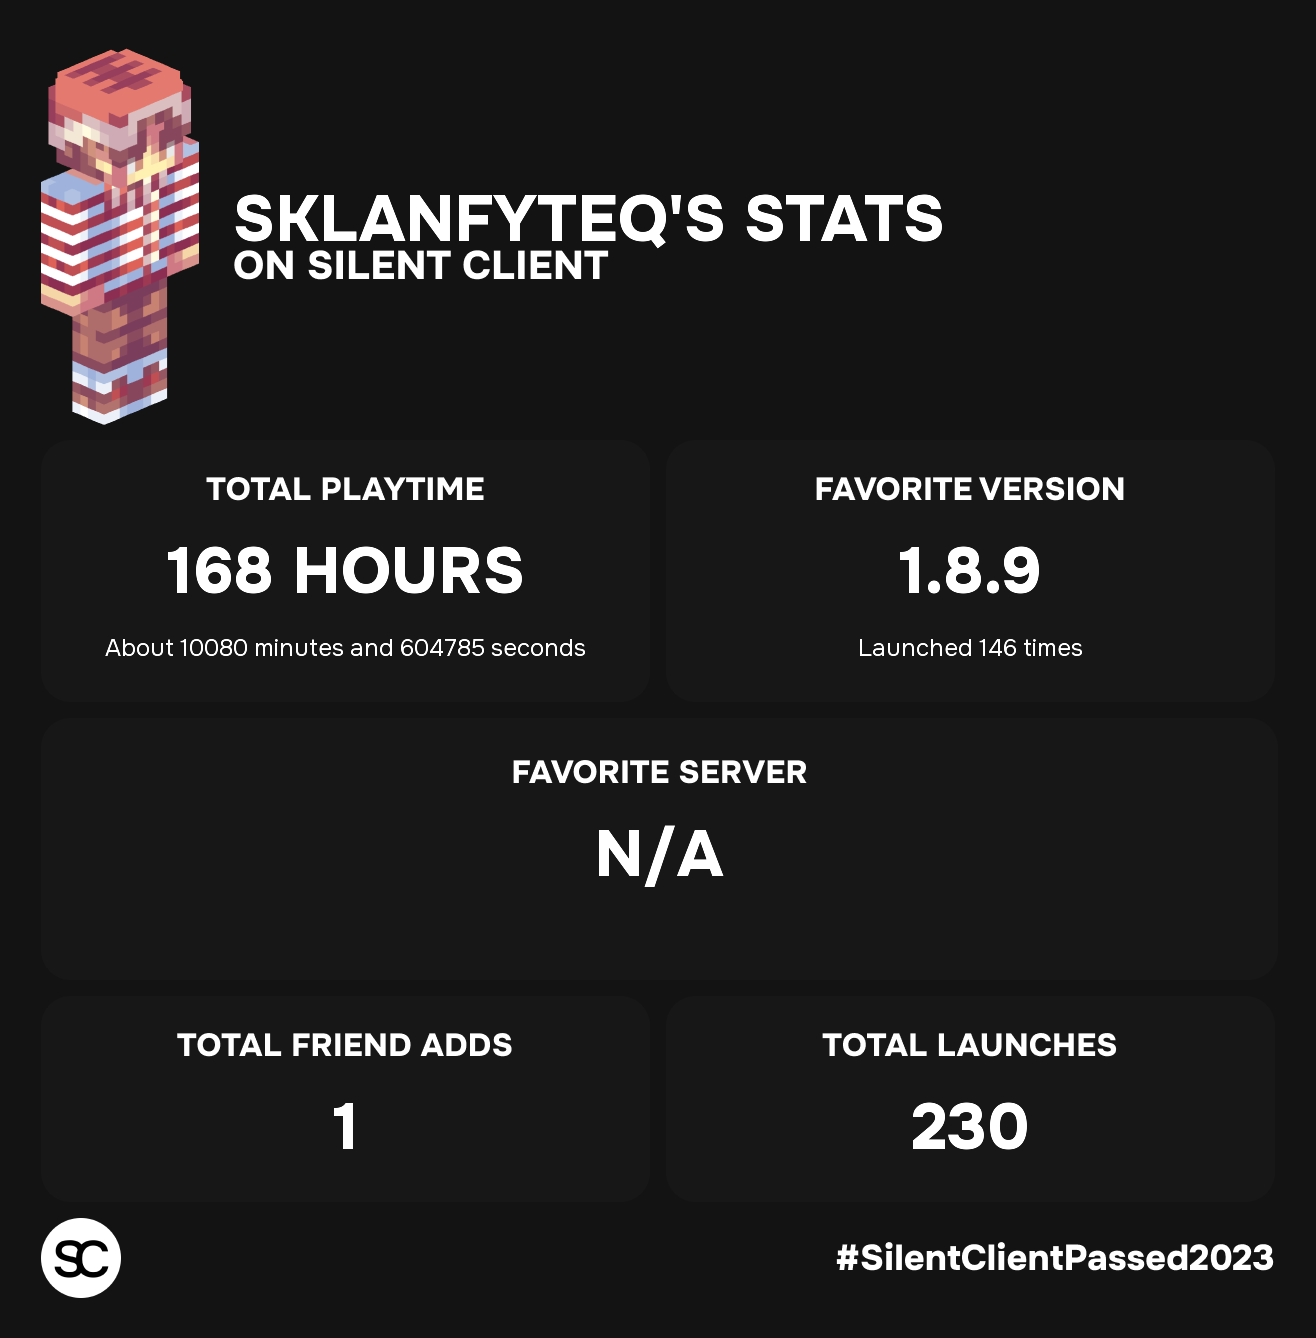 SKLANFYTEQ'S STATS
ON SILENT CLIENT
TOTAL PLAYTIME
168 HOURS
About 10080 minutes and 604785 seconds
FAVORITE VERSION
1.8.9
Launched 146 times
FAVORITE SERVER
N/A
TOTAL FRIEND ADDS
1
TOTAL LAUNCHES
230
SC
#SilentClientPassed2023